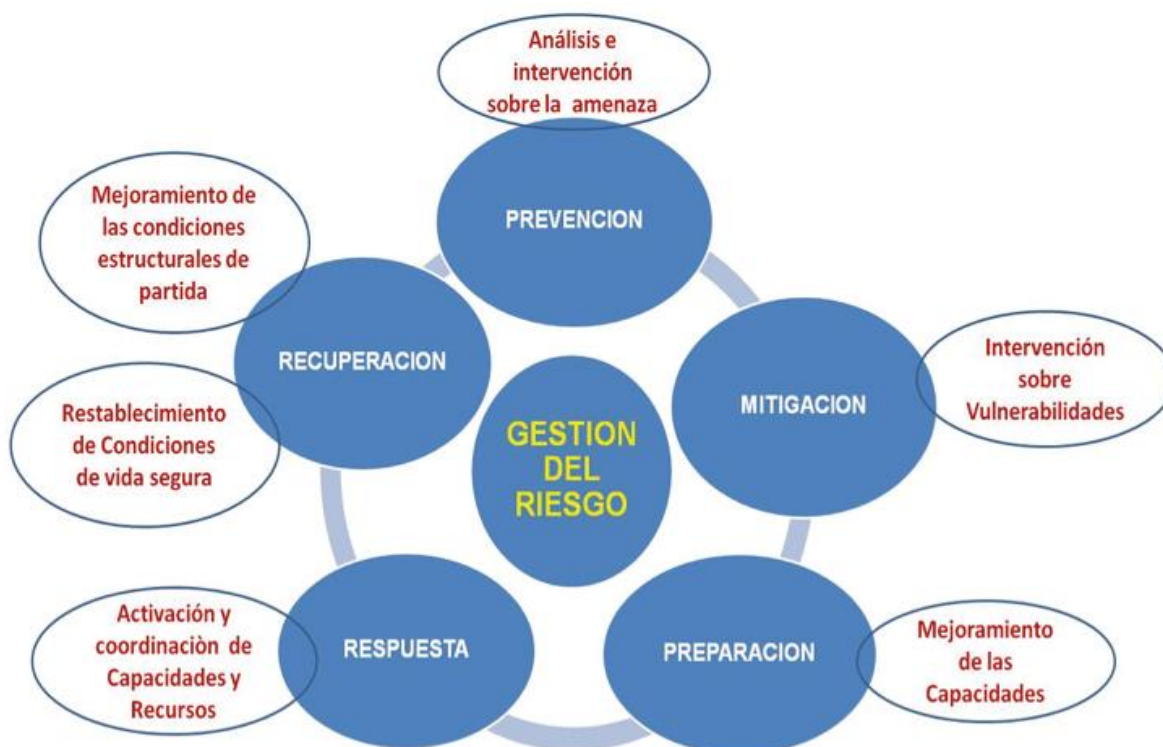 Análisis e
intervención
sobre la amenaza
PREVENCION
Mejoramiento de
las condiciones
estructurales de
partida
RECUPERACION
Restablecimiento
de Condiciones
de vida segura
GESTION
DEL
RIESGO
MITIGACION
Intervención
sobre
Vulnerabilidades
Activación y
coordinaciòn de
Capacidades y
Recursos
RESPUESTA
PREPARACION
Mejoramiento
de las
Capacidades